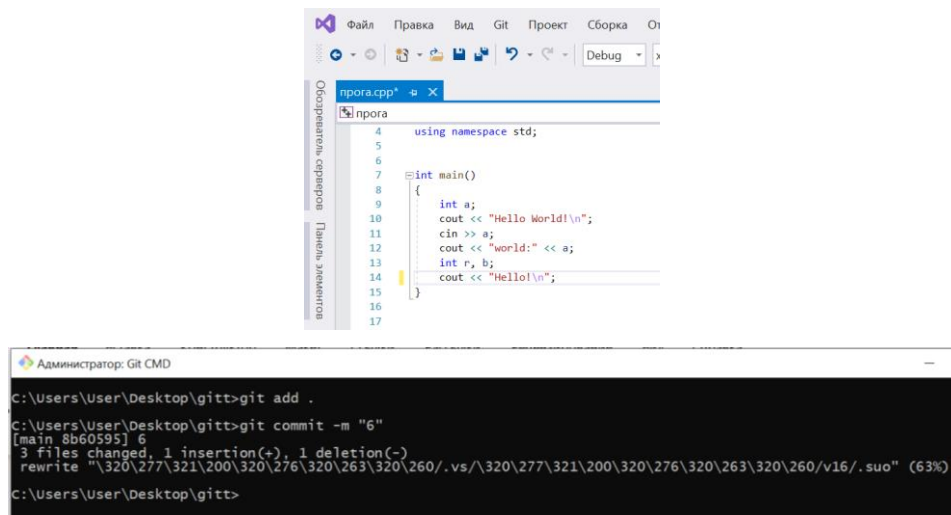 Файл Правка Вид Git Проект Сборка
Debug
Обозреватель серверов
Панель элементов
прога.cpp*
прога
4 using namespace std;
5
6
7 int main()
8 {
9 int a;
10 cout << "Hello World!\n";
11 cin >> a;
12 cout << "world:" << a;
13 int r, b;
14 cout << "Hello!\n";
15 }
16
17
Администратор: Git CMD
C:\Users\User\Desktop\gitt>git add .
C:\Users\User\Desktop\gitt>git commit -m "6"
[main 8b60595] 6
3 files changed, 1 insertion(+), 1 deletion(-)
rewrite "\320\277\321\200\320\276\320\263\320\260/.vs/\320\277\321\200\320\276\320\263\320\260/v16/.suo" (63%)
C:\Users\User\Desktop\gitt>